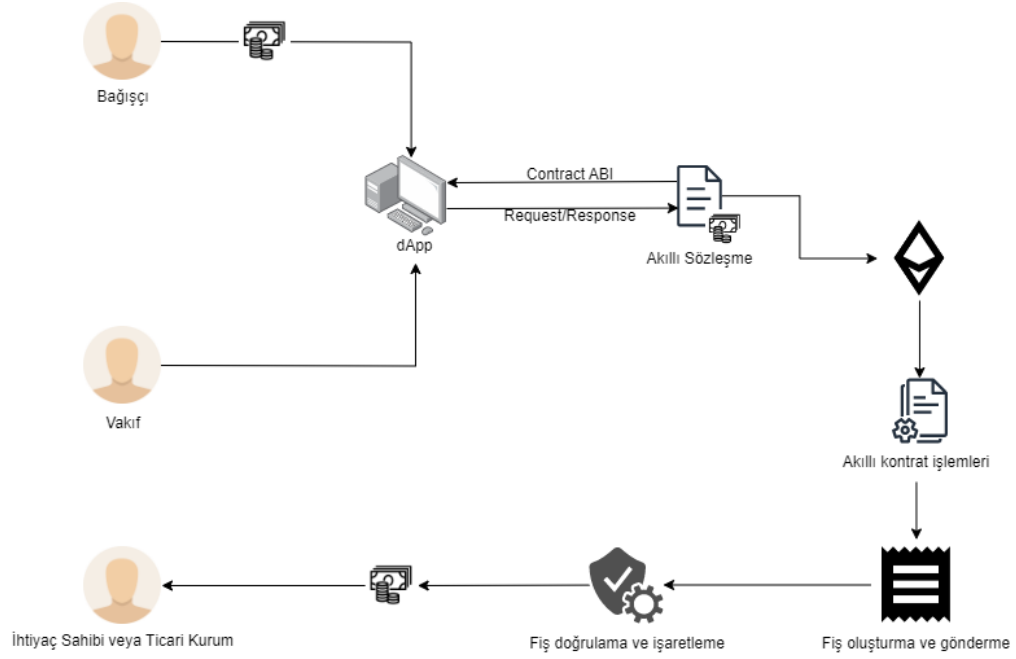 Bağışçı
Contract ABI
Request/Response
dApp
Akıllı Sözleşme
Vakıf
Akıllı kontrat işlemleri
İhtiyaç Sahibi veya Ticari Kurum
Fiş doğrulama ve işaretleme
Fiş oluşturma ve gönderme